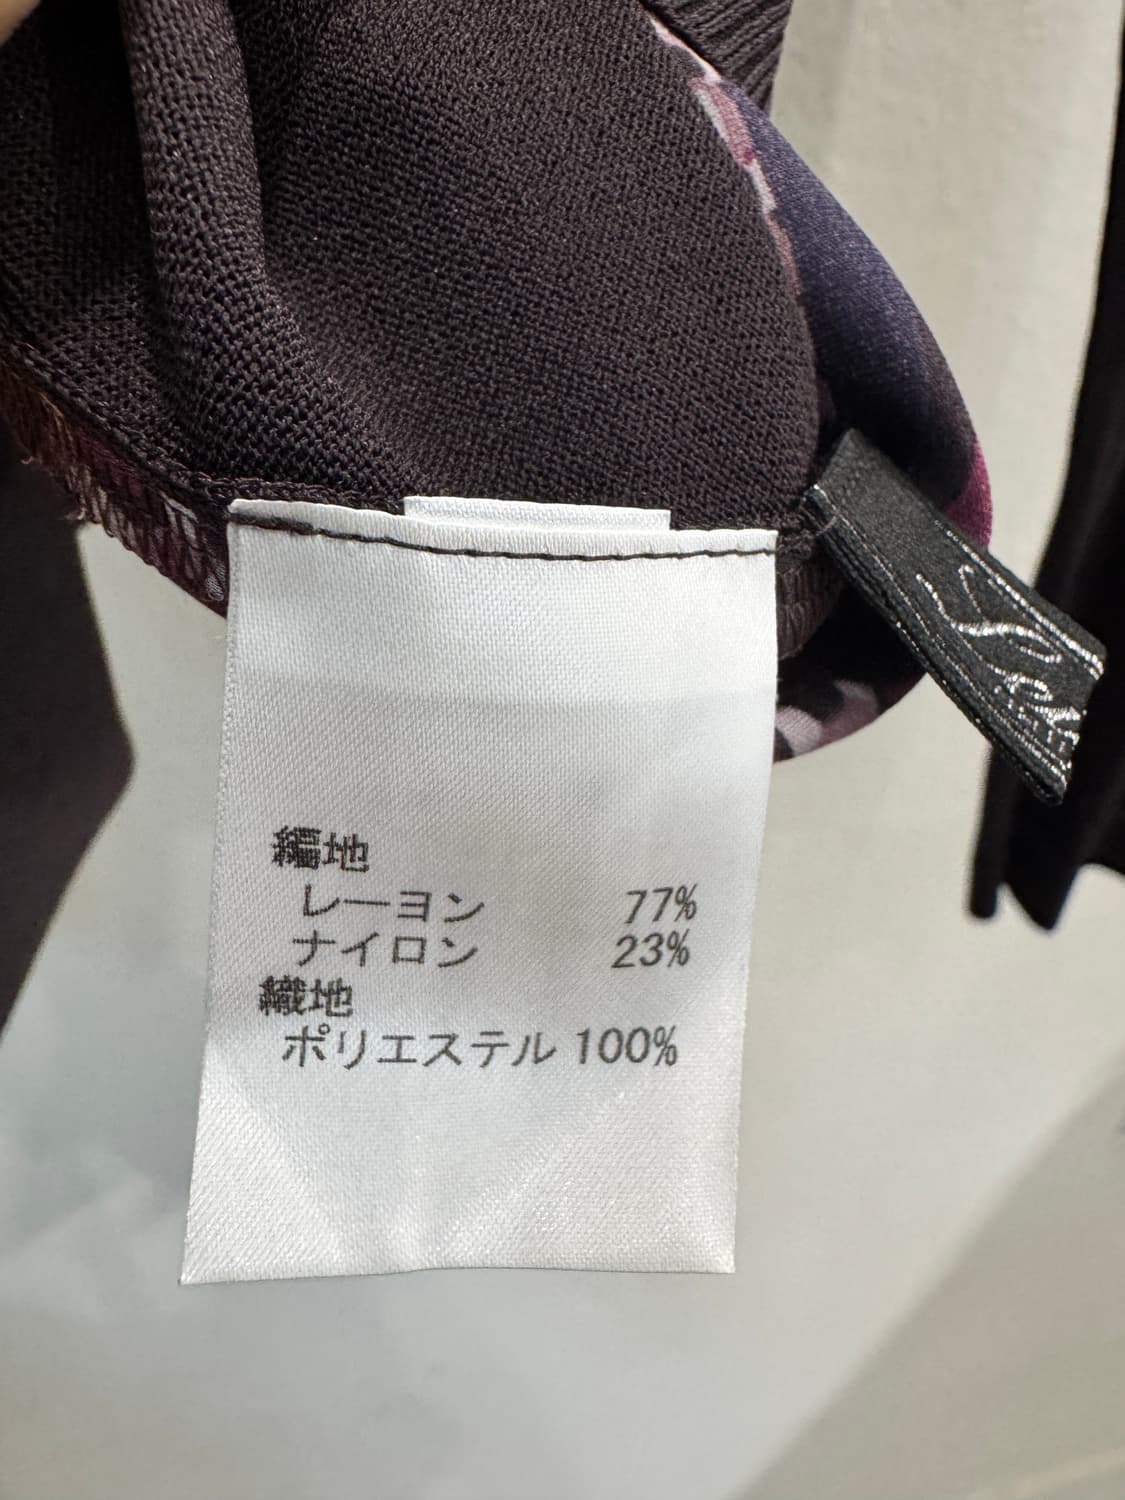 編地
レーヨン 77%
ナイロン 23%
織地
ポリエステル 100%